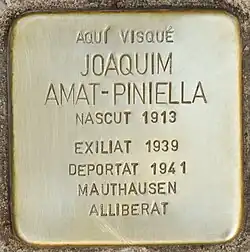 AQUÍ VISQUÉ
JOAQUIM
AMAT-PINIELLA
NASCUT 1913
EXILIAT 1939
DEPORTAT 1941
MAUTHAUSEN
ALLIBERAT